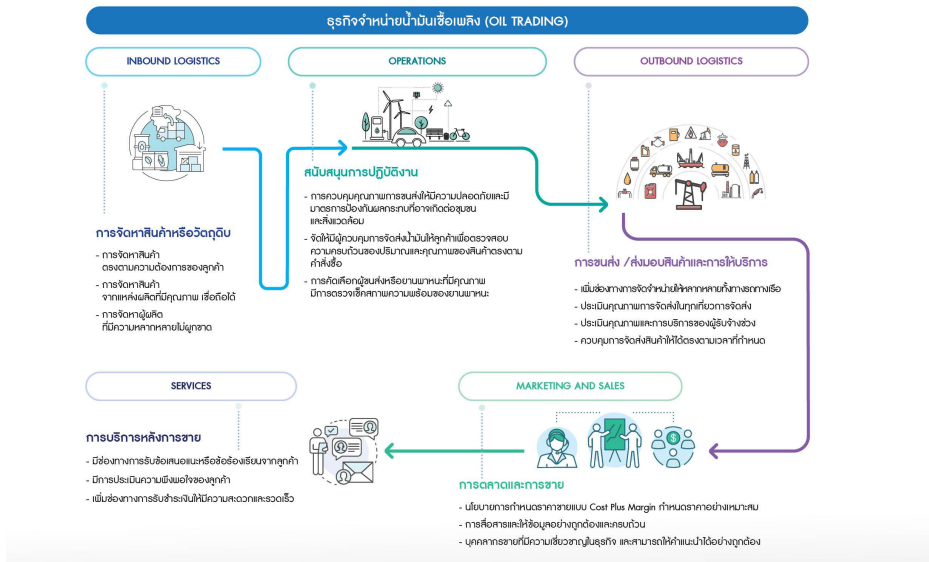 ธุรกิจจำหน่ายน้ำมันเชื้อเพลิง (OIL TRADING)
INBOUND LOGISTICS
การจัดหาสินค้าหรือวัตถุดิบ
- การจัดหาสินค้า
ตรงตามความต้องการของลูกค้า
- การจัดหาสินค้า
จากแหล่งผลิตที่มีคุณภาพ เชื่อถือได้
- การจัดหาผู้ผลิต
ที่มีความหลากหลายไม่ผูกขาด
OPERATIONS
สนับสนุนการปฏิบัติงาน
- การควบคุมคุณภาพการขนส่งให้มีความปลอดภัยและมี
มาตรการป้องกันผลกระทบที่อาจเกิดต่อชุมชน
และสิ่งแวดล้อม
- จัดให้มีผู้ควบคุมการจัดส่งน้ำมันให้ลูกค้าเพื่อตรวจสอบ
ความครบถ้วนของปริมาณและคุณภาพของสินค้าตรงตาม
คำสั่งซื้อ
- การคัดเลือกผู้ขนส่งหรือยานพาหนะที่มีคุณภาพ
มีการตรวจเช็คสภาพความพร้อมของยานพาหนะ
OUTBOUND LOGISTICS
การขนส่ง /ส่งมอบสินค้าและการให้บริการ
- เพิ่มช่องทางการจัดจำหน่ายให้หลากหลายทั้งทางรถทางเรือ
- ประเมินคุณภาพการจัดส่งในทุกเที่ยวการจัดส่ง
- ประเมินคุณภาพและการบริการของผู้รับจ้างช่วง
- ควบคุมการจัดส่งสินค้าให้ได้ตรงตามเวลาที่กำหนด
SERVICES
การบริการหลังการขาย
- มีช่องทางการรับข้อเสนอแนะหรือข้อร้องเรียนจากลูกค้า
- มีการประเมินความพึงพอใจของลูกค้า
- เพิ่มช่องทางการรับชำระเงินให้มีความสะดวกและรวดเร็ว
MARKETING AND SALES
การตลาดและการขาย
- นโยบายการกำหนดราคาขายแบบ Cost Plus Margin กำหนดราคาอย่างเหมาะสม
- การสื่อสารและให้ข้อมูลอย่างถูกต้องและครบถ้วน
- บุคคลากรขายที่มีความเชี่ยวชาญในธุรกิจ และสามารถให้คำแนะนำได้อย่างถูกต้อง